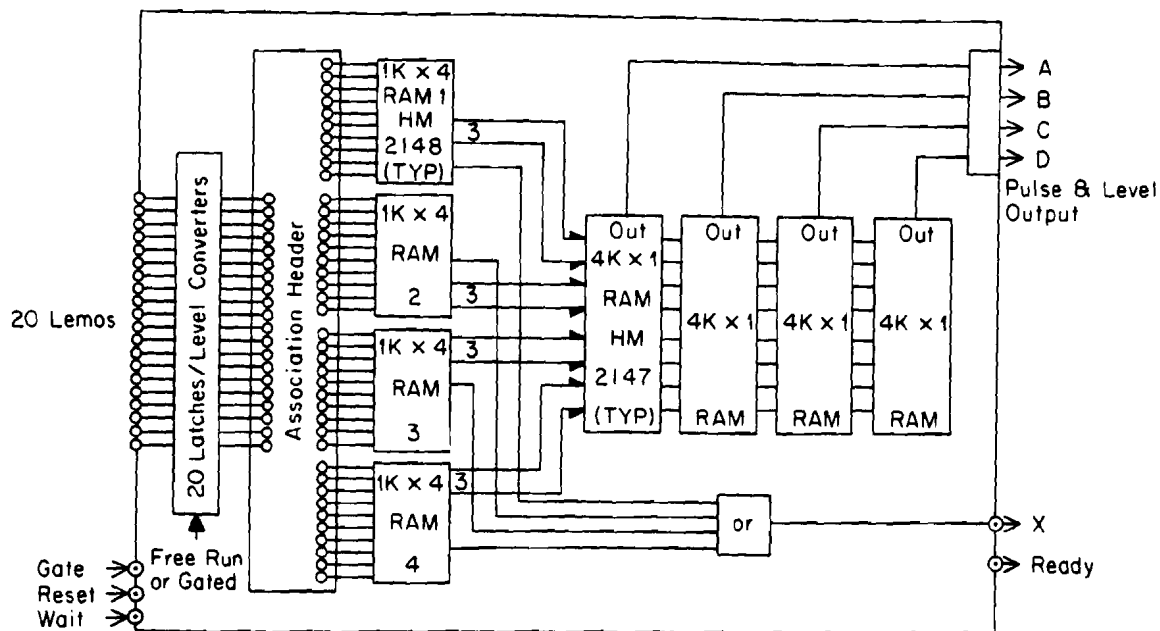 20 Lemos
Gate
Reset
Wait
20 Latches/Level Converters
Free Run
or Gated
Association Header
1K × 4
RAM 1
HM
2148
(TYP)
3
1K × 4
RAM
2
3
1K × 4
RAM
3
3
1K × 4
RAM
4
3
Out
4K × 1
RAM
HM
2147
(TYP)
Out
4K × 1
RAM
Out
4K × 1
RAM
Out
4K × 1
RAM
or
A
B
C
D
Pulse & Level
Output
X
Ready